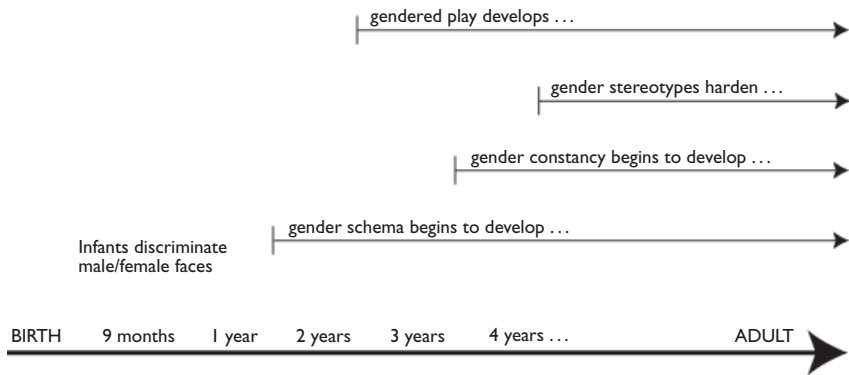 gendered play develops …
gender stereotypes harden …
gender constancy begins to develop …
gender schema begins to develop …
Infants discriminate
male/female faces
BIRTH 9 months 1 year 2 years 3 years 4 years … ADULT